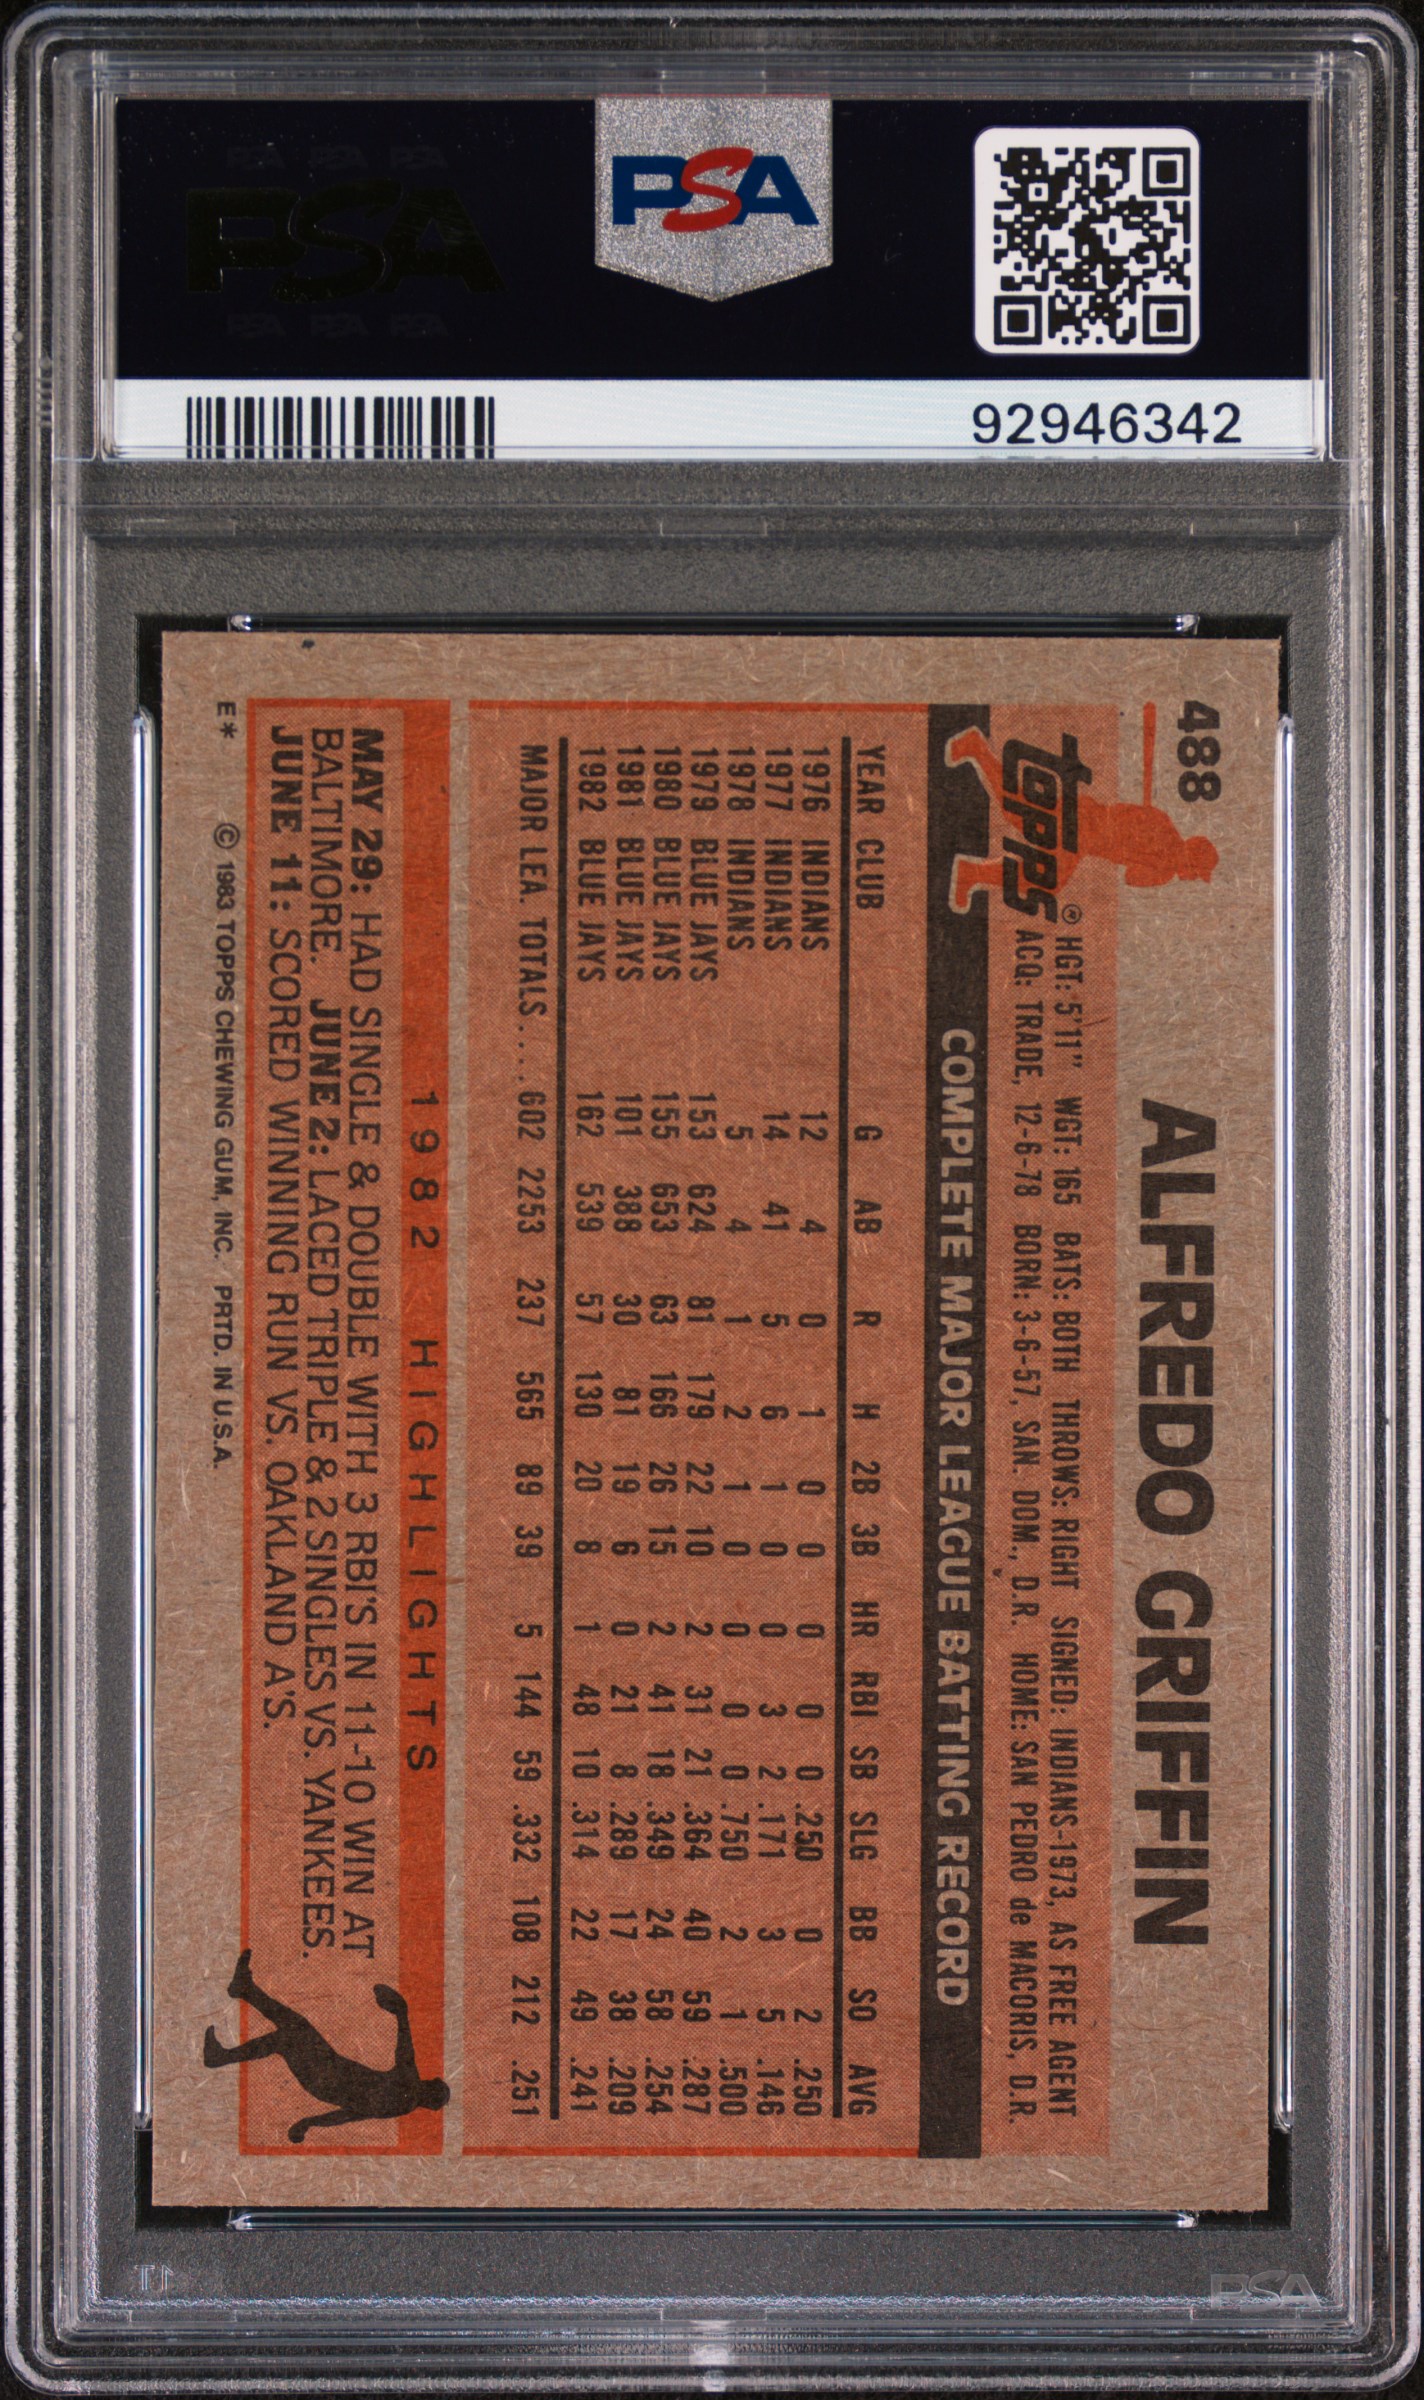 PSA PSA PSA
PSA
PSA PSA PSA
PSA
92946342
488
ALFREDO GRIFFIN
Topps®
HGT: 5'11" WGT: 165 BATS: BOTH THROWS: RIGHT SIGNED: INDIANS-1973, AS FREE AGENT
ACQ: TRADE, 12-6-78 BORN: 3-6-57, SAN. DOM., D.R. HOME: SAN PEDRO de MACORIS, D.R.
COMPLETE MAJOR LEAGUE BATTING RECORD
YEAR CLUB G AB R H 2B 3B HR RBI SB SLG BB SO AVG
1976 INDIANS 12 4 0 1 0 0 0 0 0 .250 0 2 .250
1977 INDIANS 14 41 5 6 1 0 0 3 2 .171 3 5 .146
1978 INDIANS 5 4 1 2 1 0 0 0 0 .750 2 1 .500
1979 BLUE JAYS 153 624 81 179 22 10 2 31 21 .364 40 59 .287
1980 BLUE JAYS 155 653 63 166 26 15 2 41 18 .349 24 58 .254
1981 BLUE JAYS 101 388 30 81 19 6 0 21 8 .289 17 38 .209
1982 BLUE JAYS 162 539 57 130 20 8 1 48 10 .314 22 49 .241
MAJOR LEA. TOTALS.... 602 2253 237 565 89 39 5 144 59 .332 108 212 .251
1982 HIGHLIGHTS
MAY 29: HAD SINGLE & DOUBLE WITH 3 RBI'S IN 11-10 WIN AT
BALTIMORE. JUNE 2: LACED TRIPLE & 2 SINGLES VS. YANKEES.
JUNE 11: SCORED WINNING RUN VS. OAKLAND A'S.
E* © 1983 TOPPS CHEWING GUM, INC. PRTD. IN U.S.A.
PSA